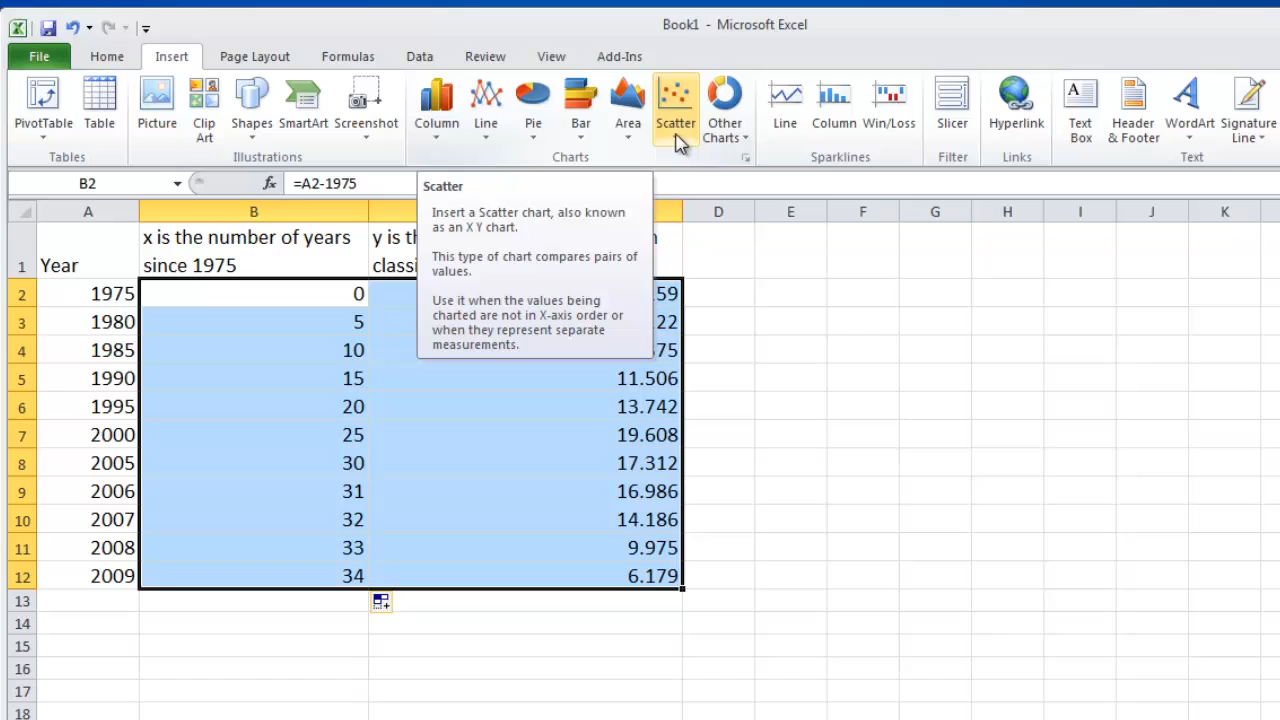 Book1 - Microsoft Excel
File Home Insert Page Layout Formulas Data Review View Add-Ins
PivotTable Table Picture Clip Art Shapes SmartArt Screenshot Column Line Pie Bar Area Scatter Other Charts Line Column Win/Loss Slicer Hyperlink Text Box Header & Footer WordArt Signature Line
Tables Illustrations Charts Sparklines Filter Links Text
B2 fx =A2-1975
A B D E F G H I J K
1 Year x is the number of years since 1975
2 1975 0
3 1980 5
4 1985 10
5 1990 15 11.506
6 1995 20 13.742
7 2000 25 19.608
8 2005 30 17.312
9 2006 31 16.986
10 2007 32 14.186
11 2008 33 9.975
12 2009 34 6.179
13
14
15
16
17
18
Scatter
Insert a Scatter chart, also known
as an X Y chart.
This type of chart compares pairs of
values.
Use it when the values being
charted are not in X-axis order or
when they represent separate
measurements.